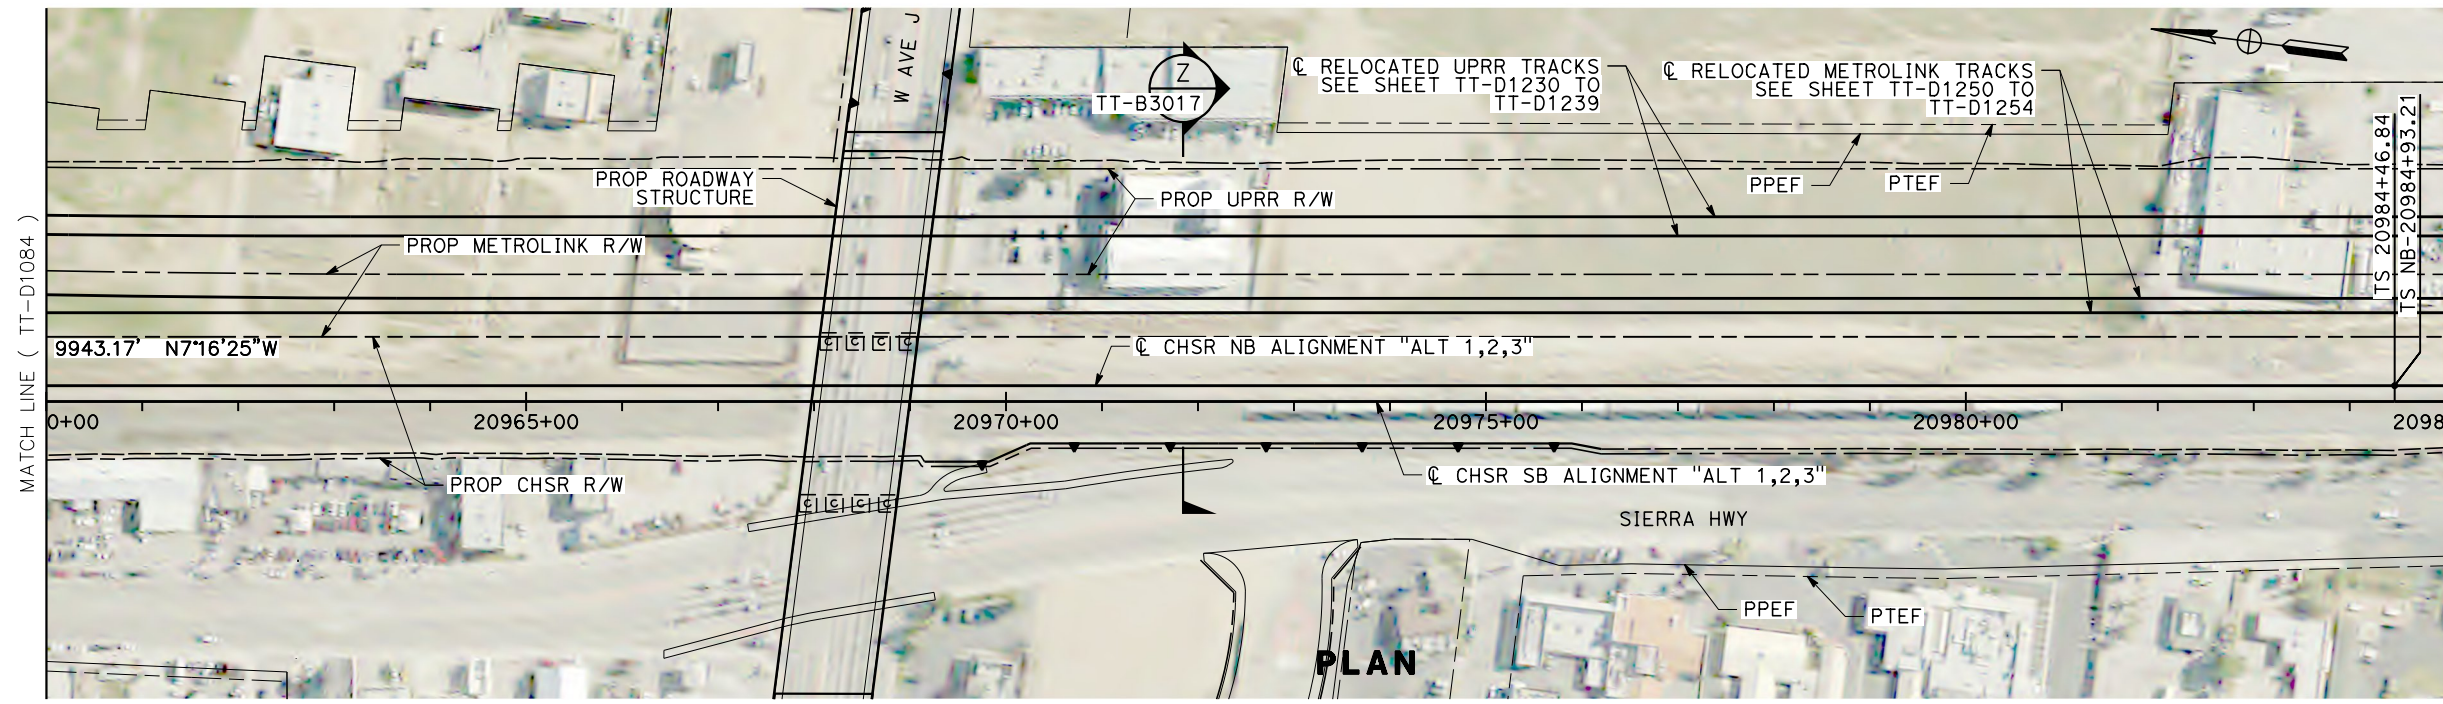 W AVE J
Z
TT-B3017
℄ RELOCATED UPRR TRACKS
SEE SHEET TT-D1230 TO
TT-D1239
℄ RELOCATED METROLINK TRACKS
SEE SHEET TT-D1250 TO
TT-D1254
PROP ROADWAY
STRUCTURE
PROP UPRR R/W
PPEF
PTEF
TS 20984+46.84
TS NB-20984+93.21
PROP METROLINK R/W
MATCH LINE ( TT-D1084 )
9943.17' N7°16'25"W
C C C C
℄ CHSR NB ALIGNMENT "ALT 1,2,3"
0+00
20965+00
20970+00
20975+00
20980+00
2098
PROP CHSR R/W
℄ CHSR SB ALIGNMENT "ALT 1,2,3"
C C C C
SIERRA HWY
PPEF
PTEF
PLAN